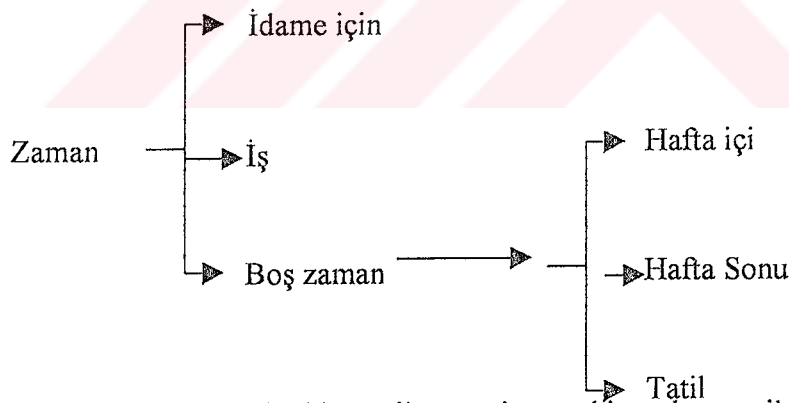 İdame için
Zaman
İş
Hafta içi
Boş zaman
Hafta Sonu
Tatil